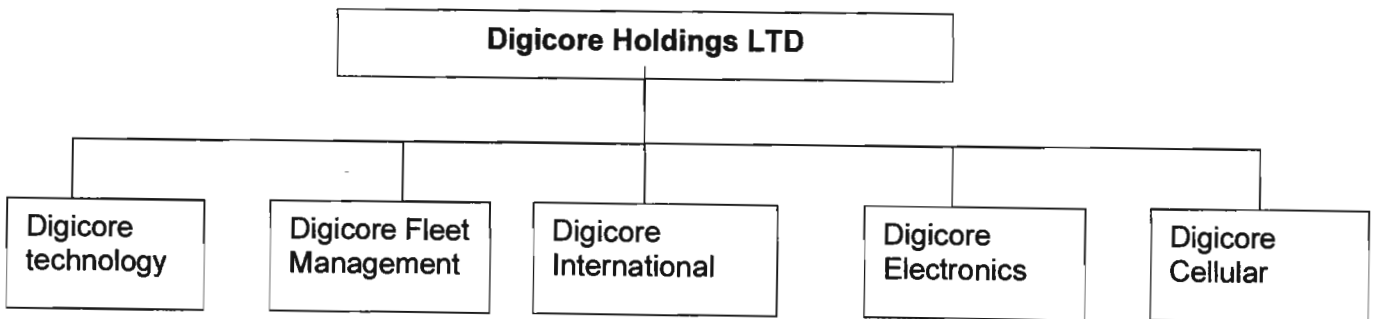 Digicore Holdings LTD
Digicore
technology
Digicore Fleet
Management
Digicore
International
Digicore
Electronics
Digicore
Cellular